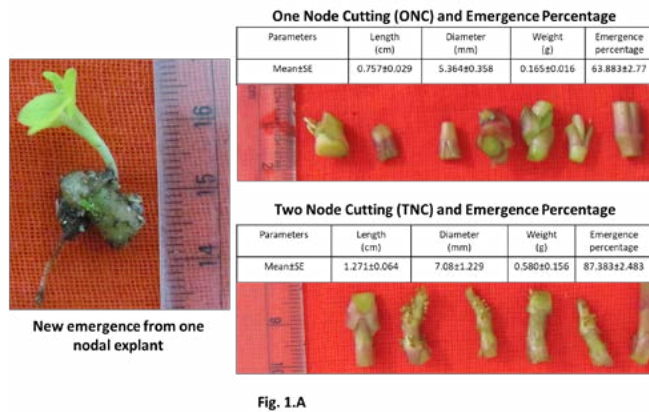 One Node Cutting (ONC) and Emergence Percentage
Parameters Length (cm) Diameter (mm) Weight (g) Emergence percentage
Mean±SE 0.757±0.029 5.364±0.358 0.165±0.016 63.883±2.77
16
15
14
2
Two Node Cutting (TNC) and Emergence Percentage
Parameters Length (cm) Diameter (mm) Weight (g) Emergence percentage
Mean±SE 1.271±0.064 7.08±1.229 0.580±0.156 87.383±2.483
New emergence from one
nodal explant
9
10
Fig. 1.A